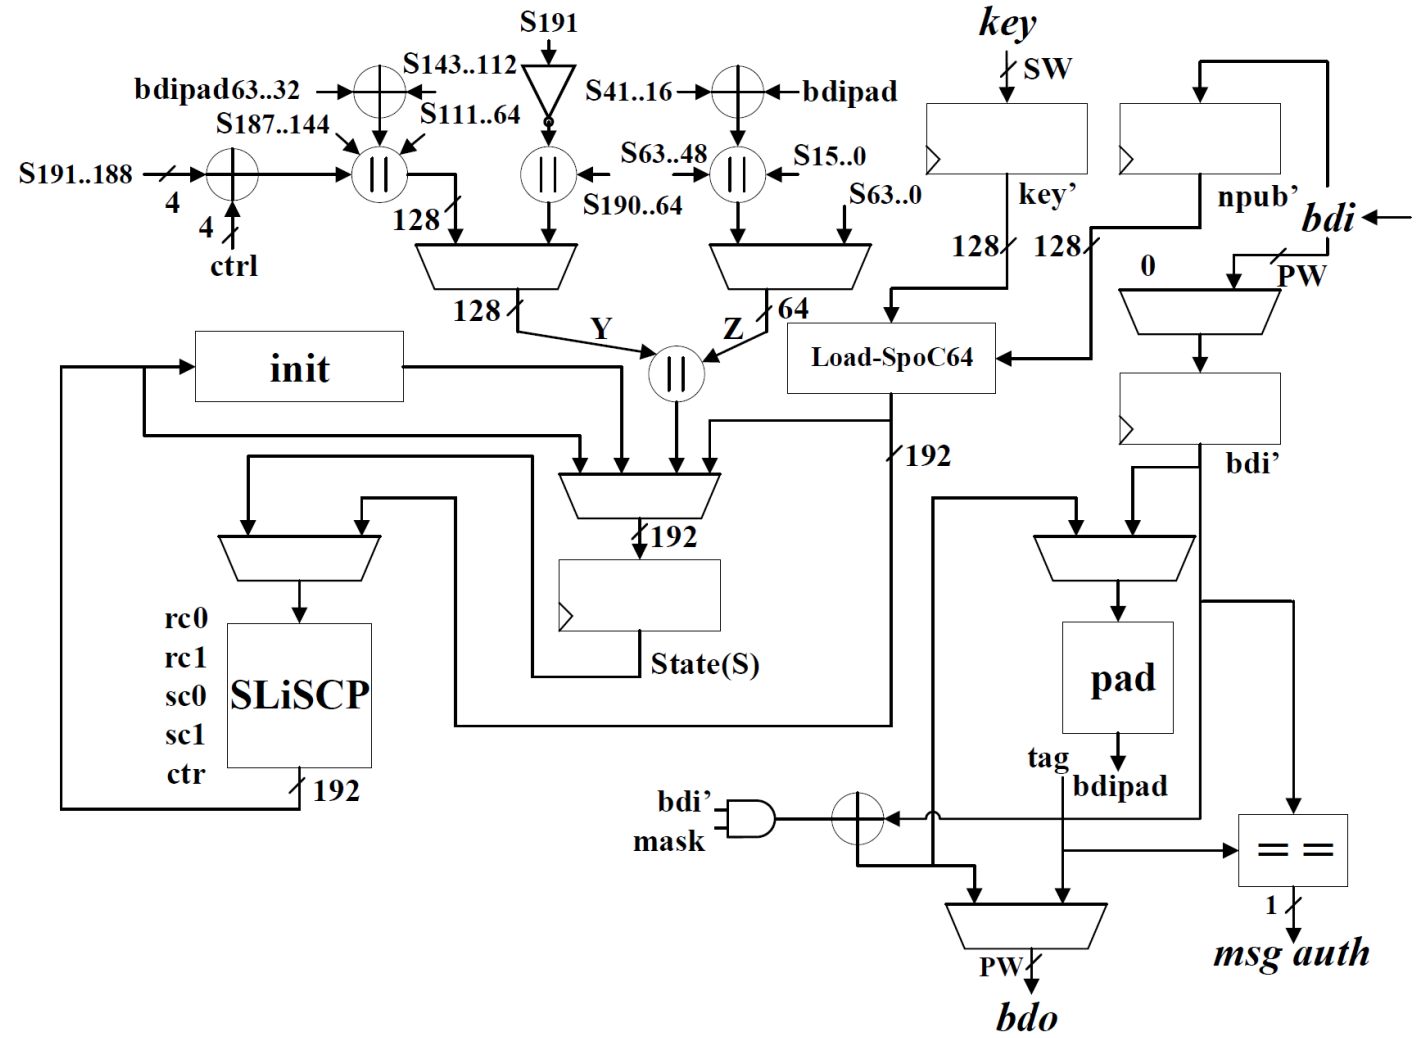 S191
key
bdipad63..32
S143..112
S41..16
bdipad
SW
S187..144
S111..64
S191..188
4
4
ctrl
||
||
S63..48
||
S15..0
S190..64
S63..0
key’
npub’
bdi
128
128
128
0
PW
128
Y
Z
64
init
||
Load-SpoC64
192
bdi’
192
rc0
rc1
sc0
sc1
ctr
SLiSCP
State(S)
pad
192
tag
bdipad
bdi’
mask
==
1
PW
msg auth
bdo